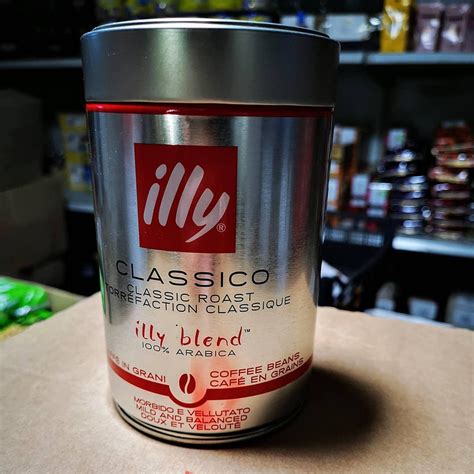 illy®
CLASSICO
CLASSIC ROAST
TORRÉFACTION CLASSIQUE
illy blend™
100% ARABICA
IN GRANI
COFFEE BEANS
CAFÉ EN GRAINS
MORBIDO E VELLUTATO
MILD AND BALANCED
DOUX ET VELOUTÉ